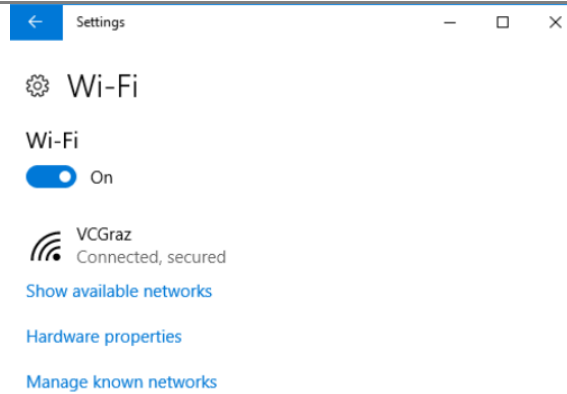 Settings
Wi-Fi
Wi-Fi
On
VCGraz
Connected, secured
Show available networks
Hardware properties
Manage known networks